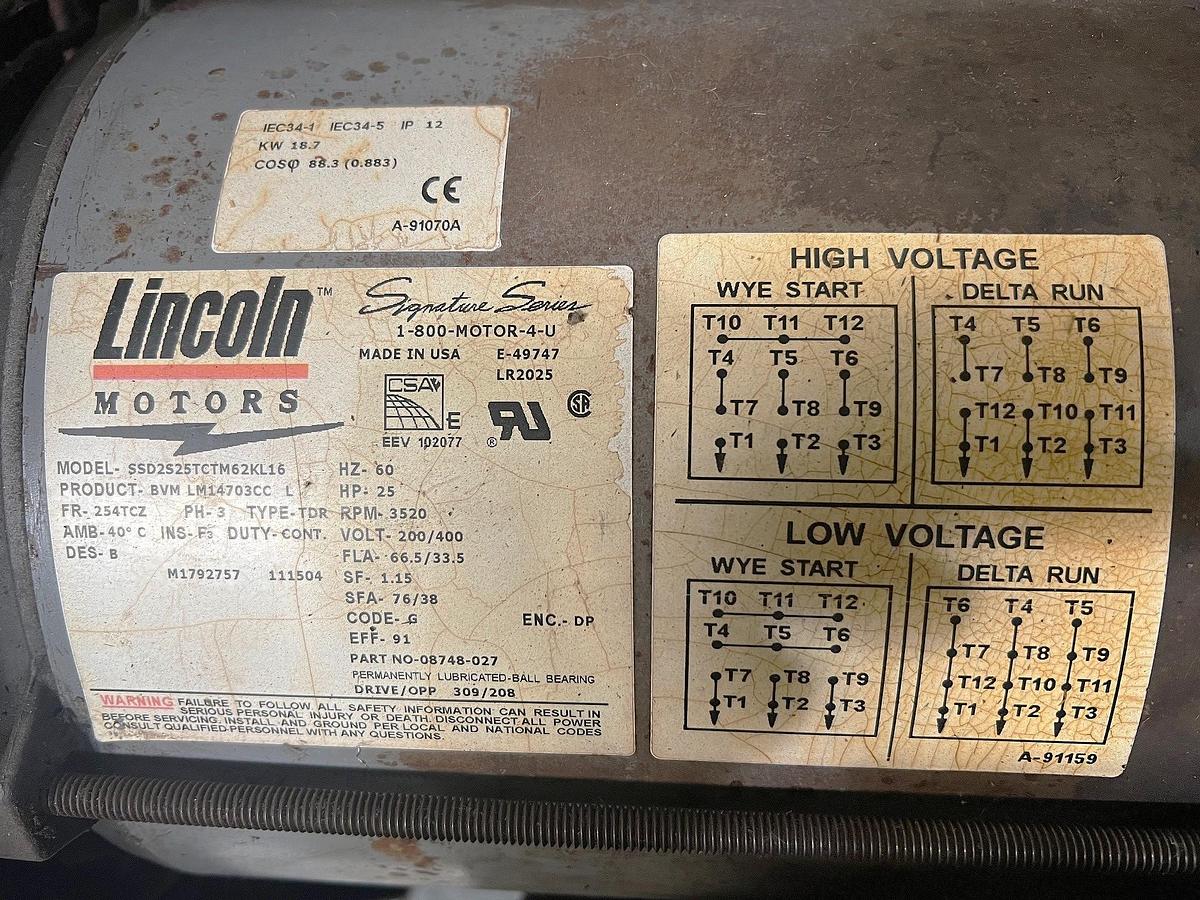 IEC34-1 IEC34-5 IP 12
KW 18.7
COSφ 88.3 (0.883)
CE
A-91070A
Lincoln™
MOTORS
Signature Series
1-800-MOTOR-4-U
MADE IN USA E-49747
LR2025
CSA
E
EEV 102077
MODEL- SSD2S25TCTM62KL16
PRODUCT- BVM LM14703CC L
FR- 254TCZ PH- 3 TYPE-TDR
AMB-40° C INS- F3 DUTY-CONT.
DES- B
M1792757 111504
HZ- 60
HP- 25
RPM- 3520
VOLT- 200/400
FLA- 66.5/33.5
SF- 1.15
SFA- 76/38
CODE- G ENC.- DP
EFF- 91
PART NO-08748-027
PERMANENTLY LUBRICATED-BALL BEARING
DRIVE/OPP 309/208
WARNING FAILURE TO FOLLOW ALL SAFETY INFORMATION CAN RESULT IN
SERIOUS PERSONAL INJURY OR DEATH. DISCONNECT ALL POWER
BEFORE SERVICING. INSTALL AND GROUND PER LOCAL AND NATIONAL CODES
CONSULT QUALIFIED PERSONNEL WITH ANY QUESTIONS.
HIGH VOLTAGE
WYE START
T10 T11 T12
T4 T5 T6
T7 T8 T9
T1 T2 T3
DELTA RUN
T4 T5 T6
T7 T8 T9
T12 T10 T11
T1 T2 T3
LOW VOLTAGE
WYE START
T10 T11 T12
T4 T5 T6
T7 T8 T9
T1 T2 T3
DELTA RUN
T6 T4 T5
T7 T8 T9
T12 T10 T11
T1 T2 T3
A-91159